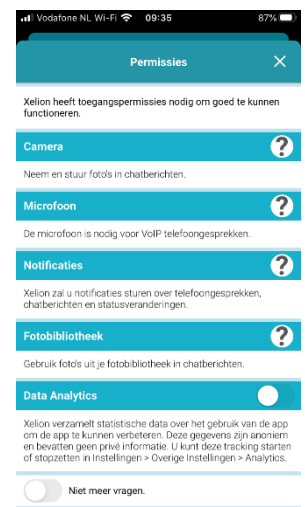 Vodafone NL Wi-Fi 09:35 87%
Permissies
Xelion heeft toegangspermissies nodig om goed te kunnen
functioneren.
Camera ?
Neem en stuur foto's in chatberichten.
Microfoon ?
De microfoon is nodig voor VoIP telefoongesprekken.
Notificaties ?
Xelion zal u notificaties sturen over telefoongesprekken,
chatberichten en statusveranderingen.
Fotobibliotheek ?
Gebruik foto's uit je fotobibliotheek in chatberichten.
Data Analytics
Xelion verzamelt statistische data over het gebruik van de app
om de app te kunnen verbeteren. Deze gegevens zijn anoniem
en bevatten geen privé informatie. U kunt deze tracking starten
of stopzetten in Instellingen > Overige Instellingen > Analytics.
Niet meer vragen.